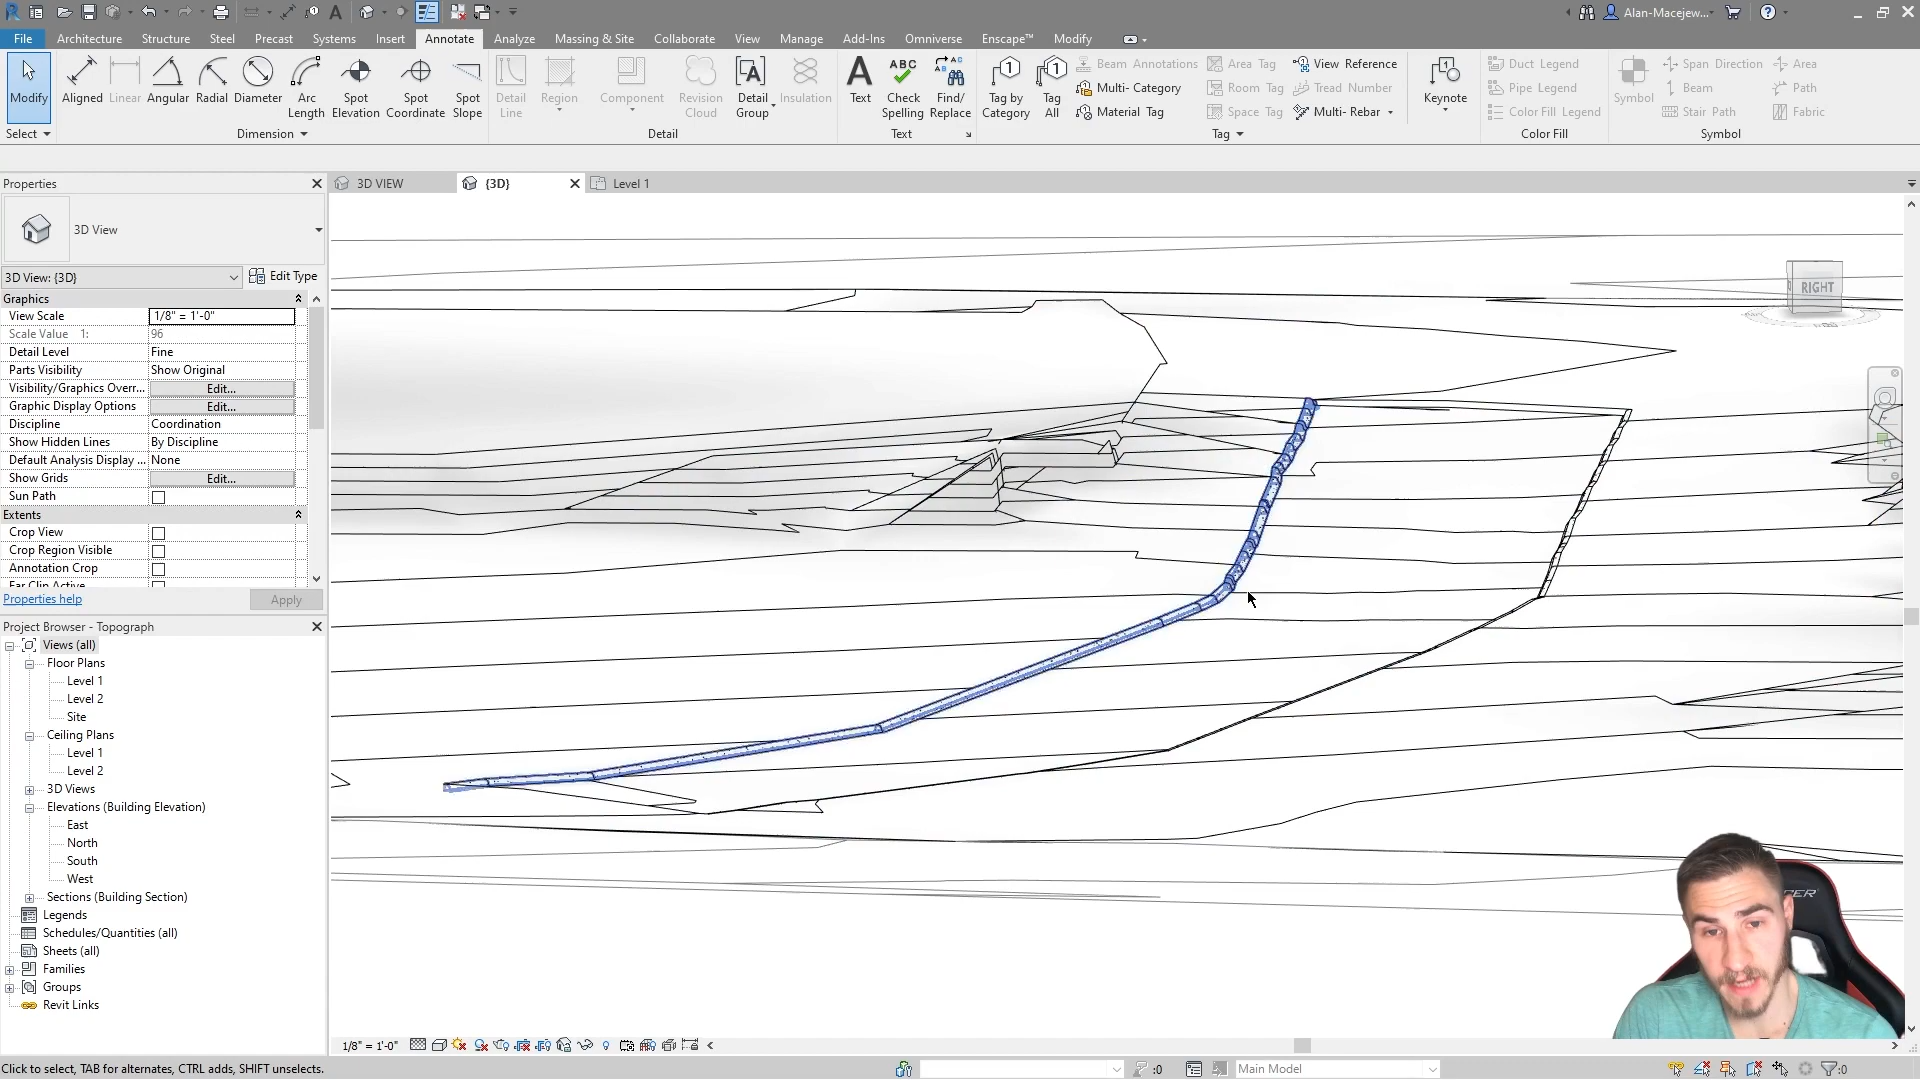 Alan-Macejew...
File Architecture Structure Steel Precast Systems Insert Annotate Analyze Massing & Site Collaborate View Manage Add-Ins Omniverse Enscape™ Modify
Modify
Aligned
Linear
Angular
Radial
Diameter
Arc
Length
Spot
Elevation
Spot
Coordinate
Spot
Slope
Detail
Line
Region
Component
Revision
Cloud
Detail
Group
Insulation
Text
ABC
Check
Spelling
Find/
Replace
Tag by
Category
Tag
All
Beam Annotations
Multi- Category
Material Tag
Area Tag
Room Tag
Space Tag
View Reference
Tread Number
Multi- Rebar
Keynote
Duct Legend
Pipe Legend
Color Fill Legend
Symbol
Span Direction
Beam
Stair Path
Area
Path
Fabric
Select Dimension Detail Text Tag Color Fill Symbol
Properties
3D VIEW {3D} Level 1
3D View
3D View: {3D} Edit Type
Graphics
View Scale 1/8" = 1'-0"
Scale Value 1: 96
Detail Level Fine
Parts Visibility Show Original
Visibility/Graphics Overr... Edit...
Graphic Display Options Edit...
Discipline Coordination
Show Hidden Lines By Discipline
Default Analysis Display ... None
Show Grids Edit...
Sun Path
Extents
Crop View
Crop Region Visible
Annotation Crop
Far Clip Active
Properties help Apply
Project Browser - Topograph
Views (all)
Floor Plans
Level 1
Level 2
Site
Ceiling Plans
Level 1
Level 2
3D Views
Elevations (Building Elevation)
East
North
South
West
Sections (Building Section)
Legends
Schedules/Quantities (all)
Sheets (all)
Families
Groups
Revit Links
RIGHT
1/8" = 1'-0"
Click to select, TAB for alternates, CTRL adds, SHIFT unselects.
:0
Main Model
:0